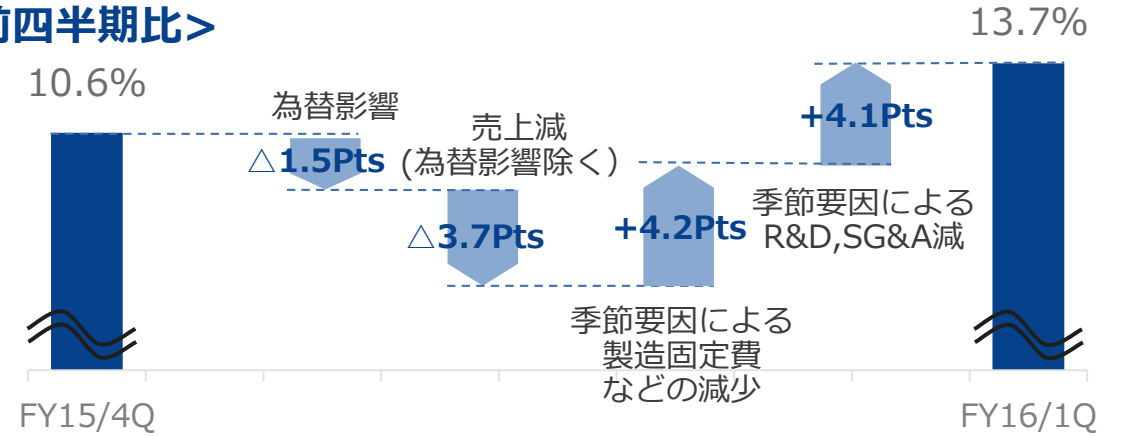 前四半期比>
13.7%
10.6%
為替影響
△1.5Pts
売上減
(為替影響除く）
△3.7Pts
+4.2Pts
+4.1Pts
季節要因による
R&D,SG&A減
季節要因による
製造固定費
などの減少
FY15/4Q
FY16/1Q